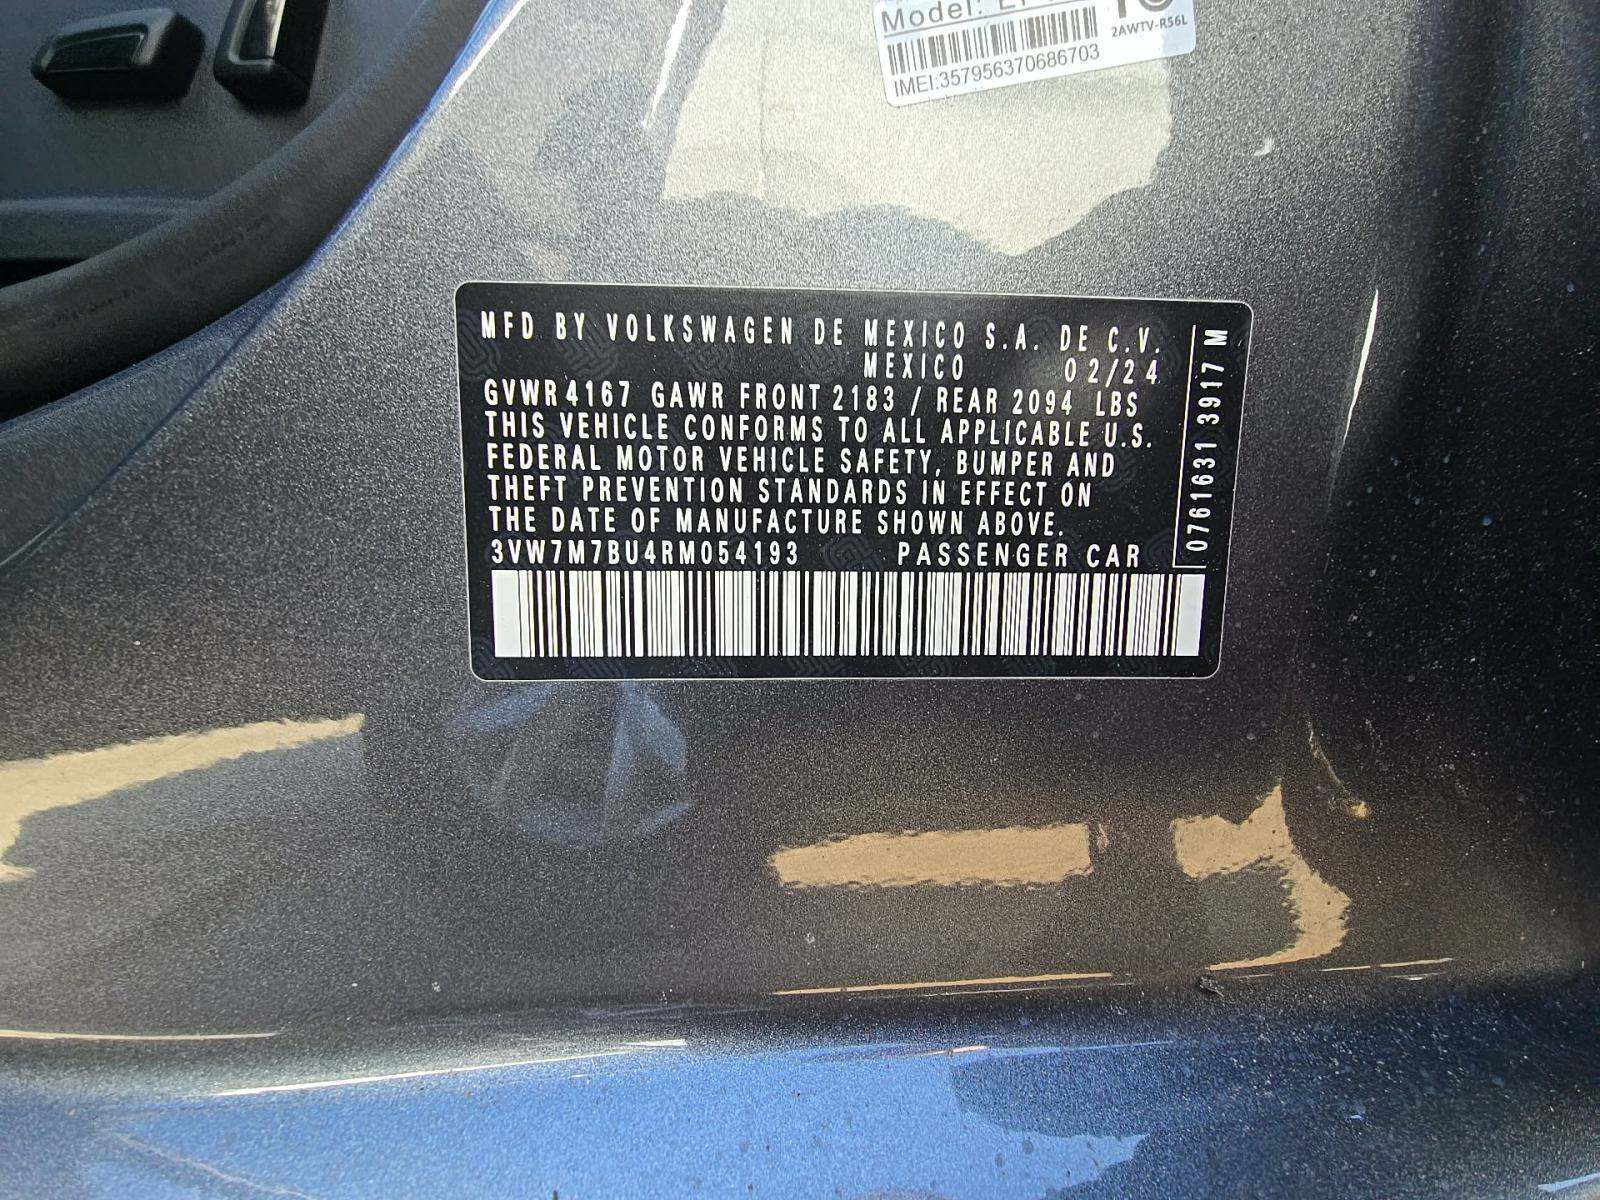 Model:
2AWTV-R56L
IMEI:357956370686703
MFD BY VOLKSWAGEN DE MEXICO S.A. DE C.V.
MEXICO 02/24
GVWR 4167 GAWR FRONT 2183 / REAR 2094 LBS
THIS VEHICLE CONFORMS TO ALL APPLICABLE U.S.
FEDERAL MOTOR VEHICLE SAFETY, BUMPER AND
THEFT PREVENTION STANDARDS IN EFFECT ON
THE DATE OF MANUFACTURE SHOWN ABOVE.
3VW7M7BU4RM054193 PASSENGER CAR
0761631 3917 M